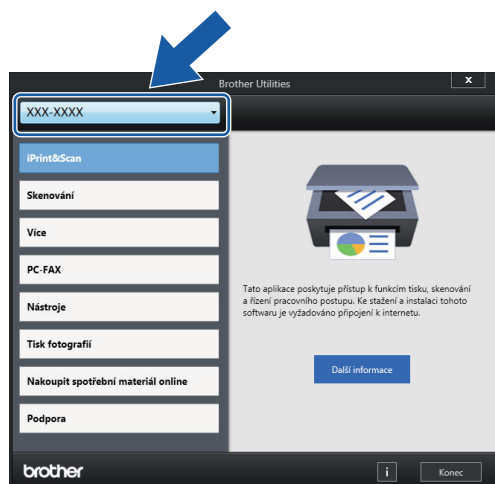 Brother Utilities
x
XXX-XXXX
iPrint&Scan
Skenování
Více
PC-FAX
Nástroje
Tisk fotografií
Nakoupit spotřební materiál online
Podpora
Tato aplikace poskytuje přístup k funkcím tisku, skenování
a řízení pracovního postupu. Ke stažení a instalaci tohoto
softwaru je vyžadováno připojení k internetu.
Další informace
brother
i
Konec